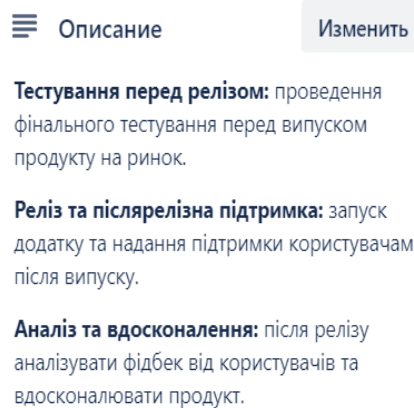 Описание
Изменить
Тестування перед релізом: проведення
фінального тестування перед випуском
продукту на ринок.
Реліз та післярелізна підтримка: запуск
додатку та надання підтримки користувачам
після випуску.
Аналіз та вдосконалення: після релізу
аналізувати фідбек від користувачів та
вдосконалювати продукт.